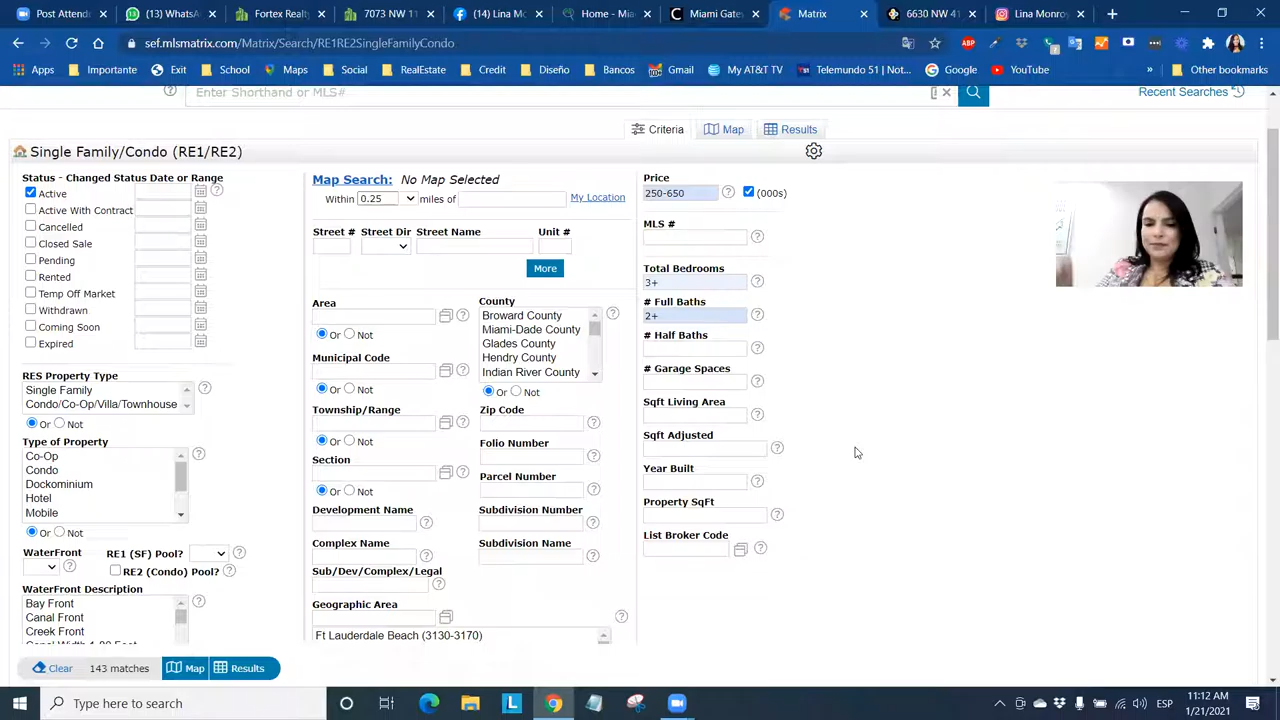 Post Attend
(13) WhatsA
Fortex Realty
7073 NW 11
(14) Lina Mo
Home - Mia
Miami Gate
Matrix
6630 NW 41
Lina Monro
sef.mlsmatrix.com/Matrix/Search/RE1RE2SingleFamilyCondo
Apps
Importante
Exit
School
Maps
Social
RealEstate
Credit
Diseño
Bancos
Gmail
My AT&T TV
Telemundo 51 | Not...
Google
YouTube
»
Other bookmarks
Enter Shorthand or MLS#
Recent Searches
Criteria
Map
Results
Single Family/Condo (RE1/RE2)
Status - Changed Status Date or Range
Active
Active With Contract
Cancelled
Closed Sale
Pending
Rented
Temp Off Market
Withdrawn
Coming Soon
Expired
RES Property Type
Single Family
Condo/Co-Op/Villa/Townhouse
Or Not
Type of Property
Co-Op
Condo
Dockominium
Hotel
Mobile
Or Not
WaterFront
RE1 (SF) Pool?
RE2 (Condo) Pool?
WaterFront Description
Bay Front
Canal Front
Creek Front
Map Search: No Map Selected
Within 0.25 miles of
My Location
Street # Street Dir Street Name Unit #
More
Area
Or Not
Municipal Code
Or Not
Township/Range
Or Not
Section
Or Not
Development Name
Complex Name
Sub/Dev/Complex/Legal
Geographic Area
Ft Lauderdale Beach (3130-3170)
County
Broward County
Miami-Dade County
Glades County
Hendry County
Indian River County
Or Not
Zip Code
Folio Number
Parcel Number
Subdivision Number
Subdivision Name
Price
250-650
(000s)
MLS #
Total Bedrooms
3+
# Full Baths
2+
# Half Baths
# Garage Spaces
Sqft Living Area
Sqft Adjusted
Year Built
Property SqFt
List Broker Code
Clear
143 matches
Map
Results
Type here to search
ESP
11:12 AM
1/21/2021